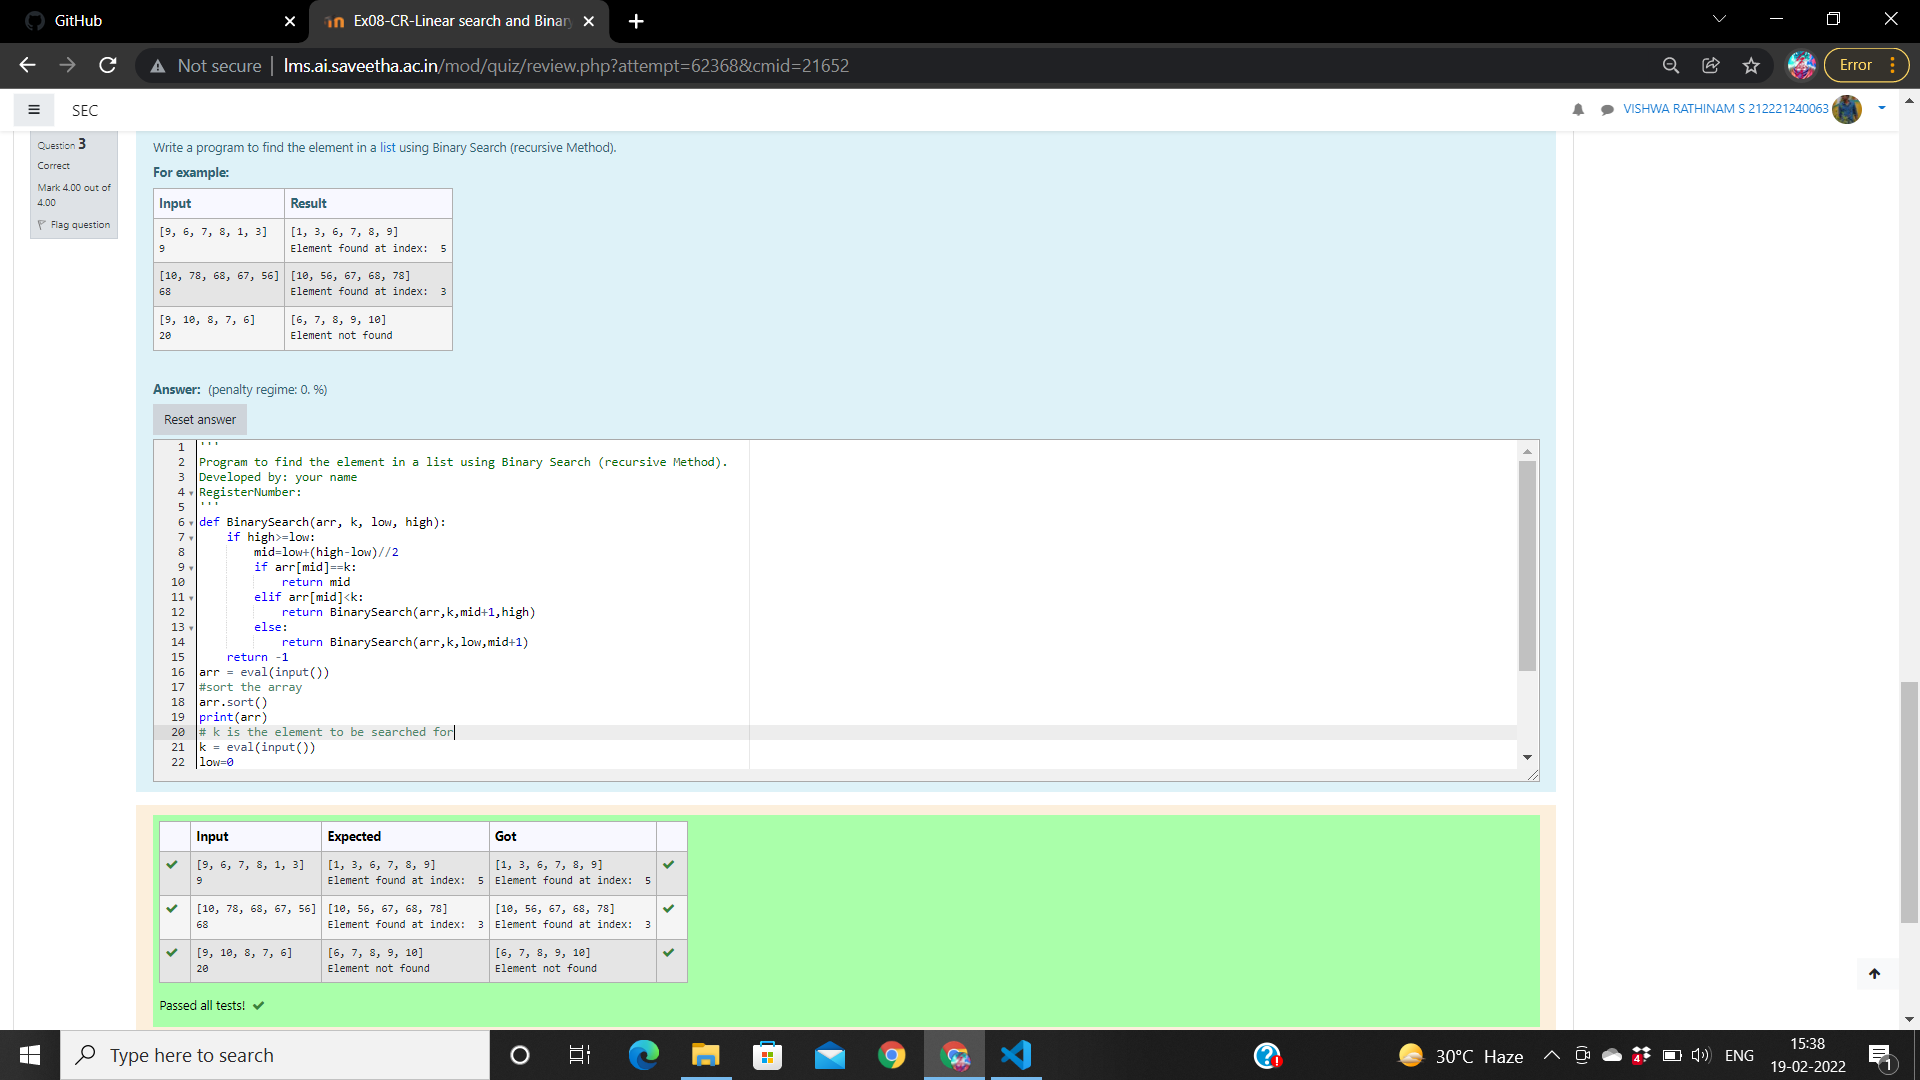 GitHub
Ex08-CR-Linear search and Binar
Not secure
lms.ai.saveetha.ac.in/mod/quiz/review.php?attempt=62368&cmid=21652
Error
SEC
VISHWA RATHINAM S 212221240063
Question 3
Correct
Mark 4.00 out of
4.00
Flag question
Write a program to find the element in a list using Binary Search (recursive Method).
For example:
Input Result
[9, 6, 7, 8, 1, 3] [1, 3, 6, 7, 8, 9]
9 Element found at index:  5
[10, 78, 68, 67, 56] [10, 56, 67, 68, 78]
68 Element found at index:  3
[9, 10, 8, 7, 6] [6, 7, 8, 9, 10]
20 Element not found
Answer: (penalty regime: 0. %)
Reset answer
1 '''
2 Program to find the element in a list using Binary Search (recursive Method).
3 Developed by: your name
4 RegisterNumber:
5 '''
6 def BinarySearch(arr, k, low, high):
7     if high>=low:
8         mid=low+(high-low)//2
9         if arr[mid]==k:
10             return mid
11         elif arr[mid]<k:
12             return BinarySearch(arr,k,mid+1,high)
13         else:
14             return BinarySearch(arr,k,low,mid+1)
15     return -1
16 arr = eval(input())
17 #sort the array
18 arr.sort()
19 print(arr)
20 # k is the element to be searched for
21 k = eval(input())
22 low=0
Input Expected Got
[9, 6, 7, 8, 1, 3] [1, 3, 6, 7, 8, 9] [1, 3, 6, 7, 8, 9]
9 Element found at index:  5 Element found at index:  5
[10, 78, 68, 67, 56] [10, 56, 67, 68, 78] [10, 56, 67, 68, 78]
68 Element found at index:  3 Element found at index:  3
[9, 10, 8, 7, 6] [6, 7, 8, 9, 10] [6, 7, 8, 9, 10]
20 Element not found Element not found
Passed all tests!
Type here to search
30°C Haze
4
ENG
15:38
19-02-2022
1